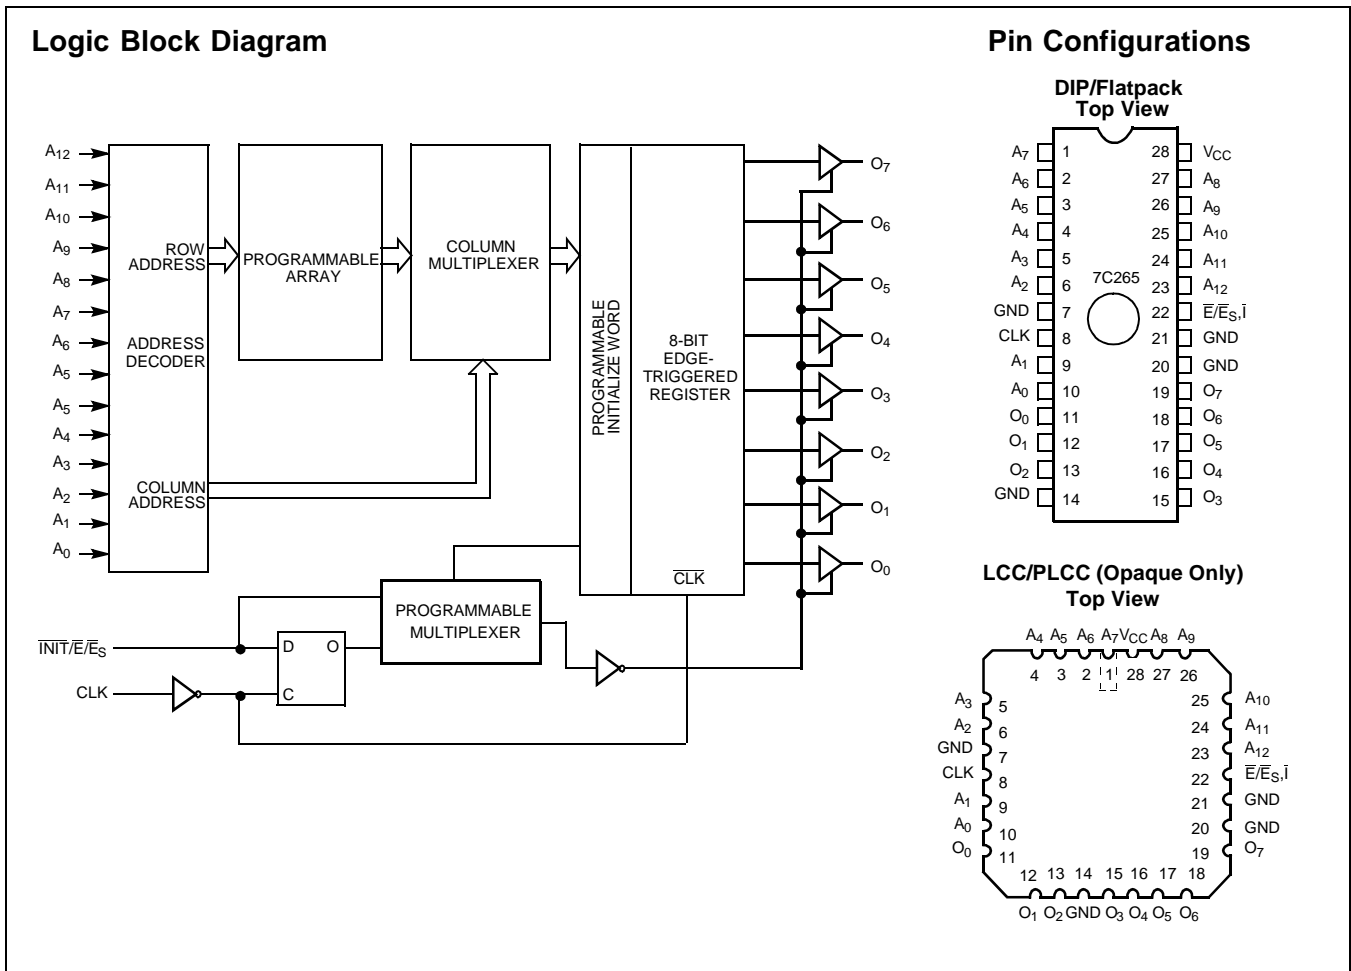 Logic Block Diagram
A12
A11
A10
A9
A8
A7
A6
A5
A5
A4
A3
A2
A1
A0
ROW
ADDRESS
ADDRESS
DECODER
COLUMN
ADDRESS
PROGRAMMABLE
ARRAY
COLUMN
MULTIPLEXER
PROGRAMMABLE
INITIALIZE WORD
8-BIT
EDGE-
TRIGGERED
REGISTER
C̅L̅K̅
O7
O6
O5
O4
O3
O2
O1
O0
PROGRAMMABLE
MULTIPLEXER
I̅N̅I̅T̅/E̅/E̅S
CLK
D O
C
Pin Configurations
DIP/Flatpack
Top View
7C265
A7 1 28 VCC
A6 2 27 A8
A5 3 26 A9
A4 4 25 A10
A3 5 24 A11
A2 6 23 A12
GND 7 22 E̅/E̅S,I̅
CLK 8 21 GND
A1 9 20 GND
A0 10 19 O7
O0 11 18 O6
O1 12 17 O5
O2 13 16 O4
GND 14 15 O3
LCC/PLCC (Opaque Only)
Top View
A4 A5 A6 A7 VCC A8 A9
4 3 2 1 28 27 26
A3 5 25 A10
A2 6 24 A11
GND 7 23 A12
CLK 8 22 E̅/E̅S,I̅
A1 9 21 GND
A0 10 20 GND
O0 11 19 O7
12 13 14 15 16 17 18
O1 O2 GND O3 O4 O5 O6